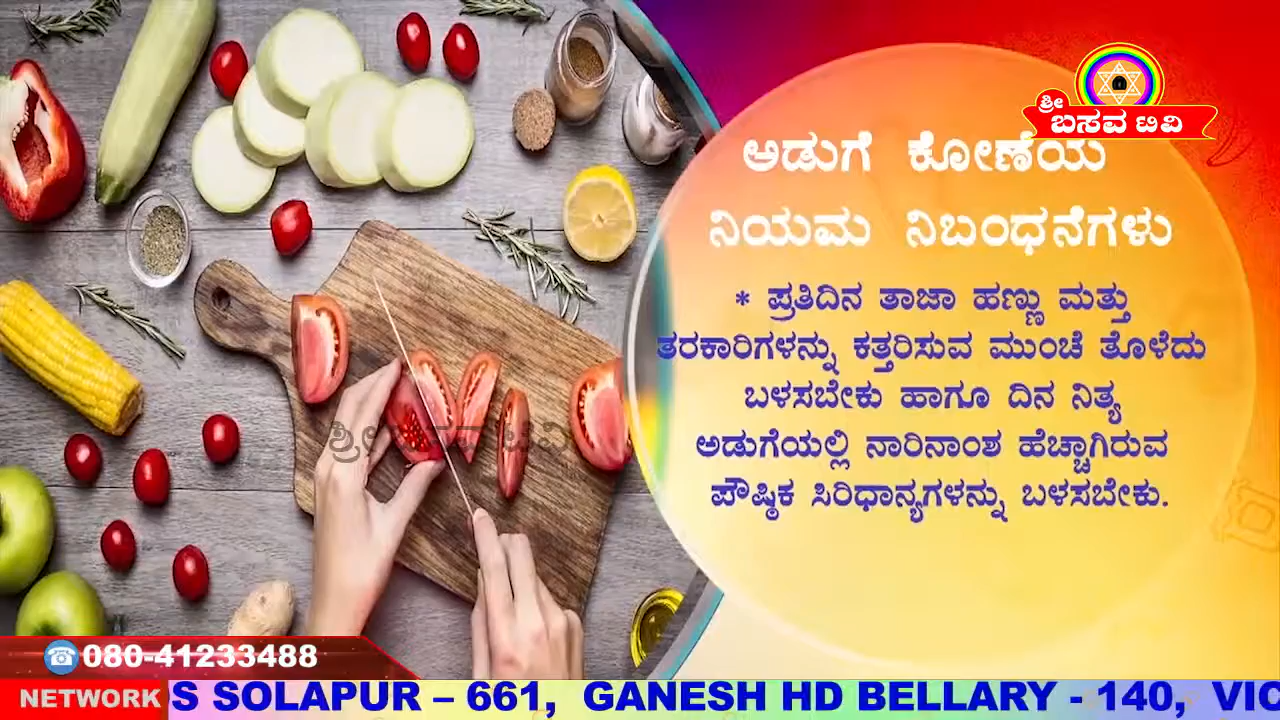 ಶ್ರೀ
ಬಸವ ಟಿವಿ
ಅಡುಗೆ ಕೋಣೆಯ
ನಿಯಮ ನಿಬಂಧನೆಗಳು
* ಪ್ರತಿದಿನ ತಾಜಾ ಹಣ್ಣು ಮತ್ತು
ತರಕಾರಿಗಳನ್ನು ಕತ್ತರಿಸುವ ಮುಂಚೆ ತೊಳೆದು
ಬಳಸಬೇಕು ಹಾಗೂ ದಿನ ನಿತ್ಯ
ಅಡುಗೆಯಲ್ಲಿ ನಾರಿನಾಂಶ ಹೆಚ್ಚಾಗಿರುವ
ಪೌಷ್ಠಿಕ ಸಿರಿಧಾನ್ಯಗಳನ್ನು ಬಳಸಬೇಕು.
ಶ್ರೀ ಬಸವ ಟಿವಿ
080-41233488
NETWORK S SOLAPUR – 661, GANESH HD BELLARY - 140, VIC